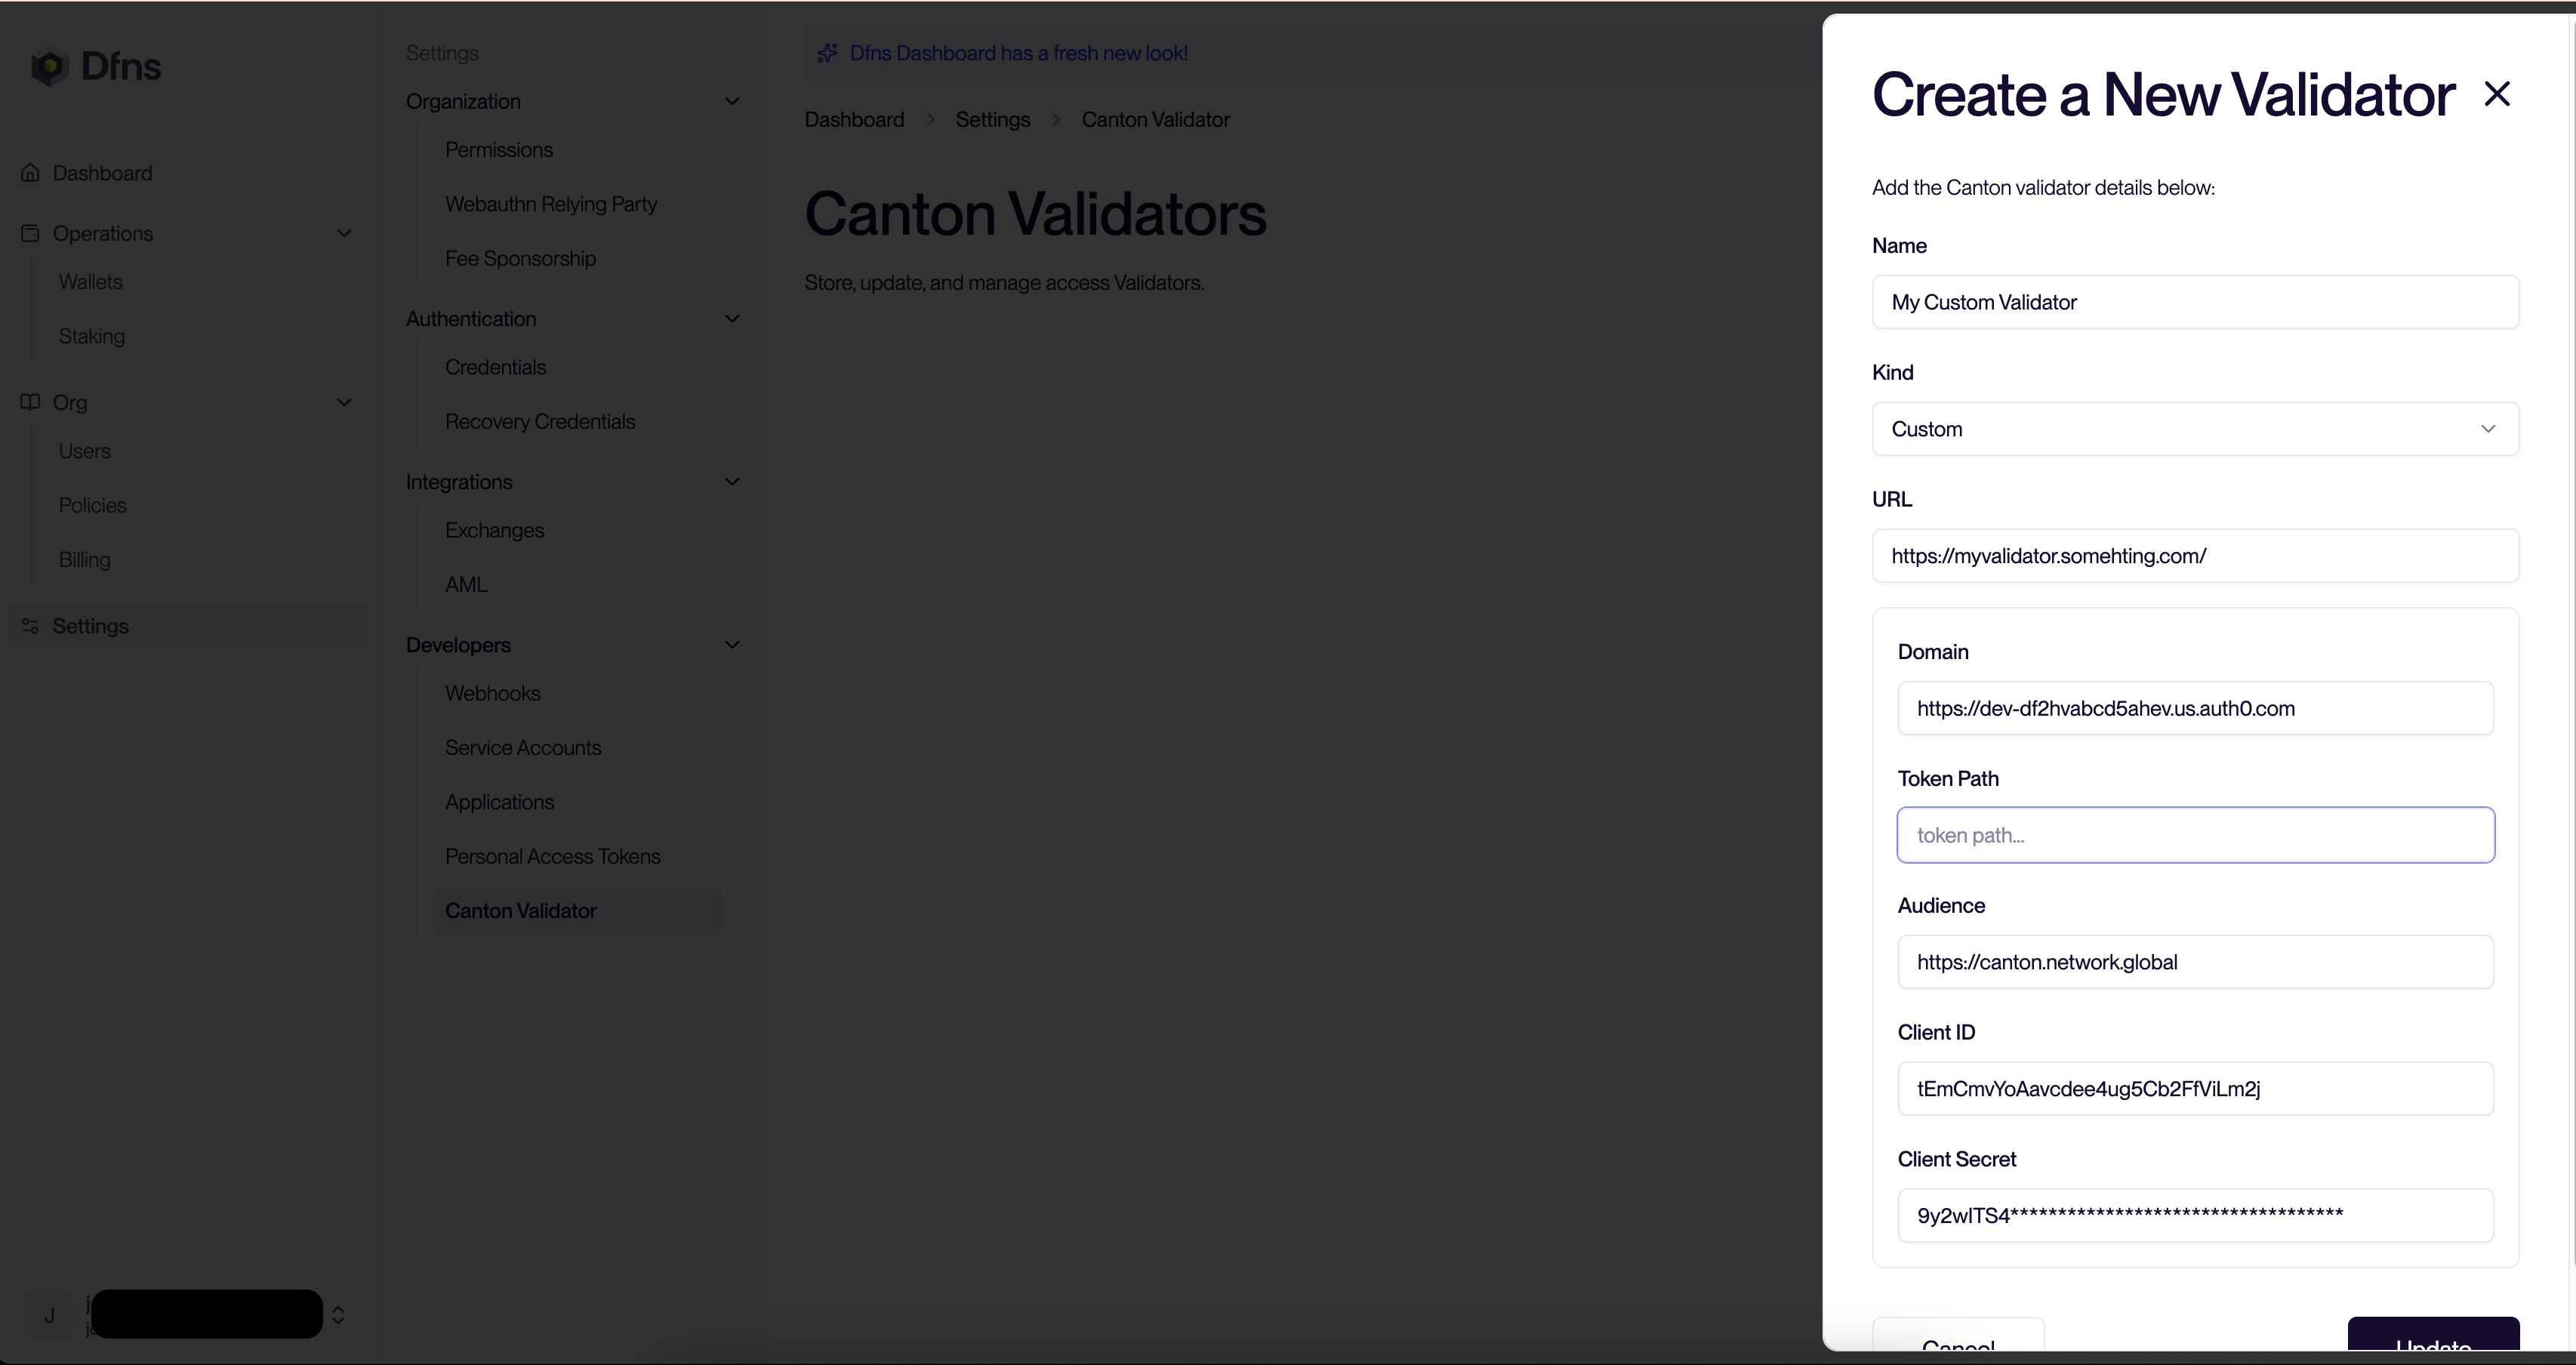 Dfns
Dashboard
Operations
Wallets
Staking
Org
Users
Policies
Billing
Settings
J
Settings
Organization
Permissions
Webauthn Relying Party
Fee Sponsorship
Authentication
Credentials
Recovery Credentials
Integrations
Exchanges
AML
Developers
Webhooks
Service Accounts
Applications
Personal Access Tokens
Canton Validator
Dfns Dashboard has a fresh new look!
Dashboard > Settings > Canton Validator
Canton Validators
Store, update, and manage access Validators.
Create a New Validator
Add the Canton validator details below:
Name
My Custom Validator
Kind
Custom
URL
https://myvalidator.somehting.com/
Domain
https://dev-df2hvabcd5ahev.us.auth0.com
Token Path
token path...
Audience
https://canton.network.global
Client ID
tEmCmvYoAavcdee4ug5Cb2FfViLm2j
Client Secret
9y2wITS4***********************************
Cancel
Update